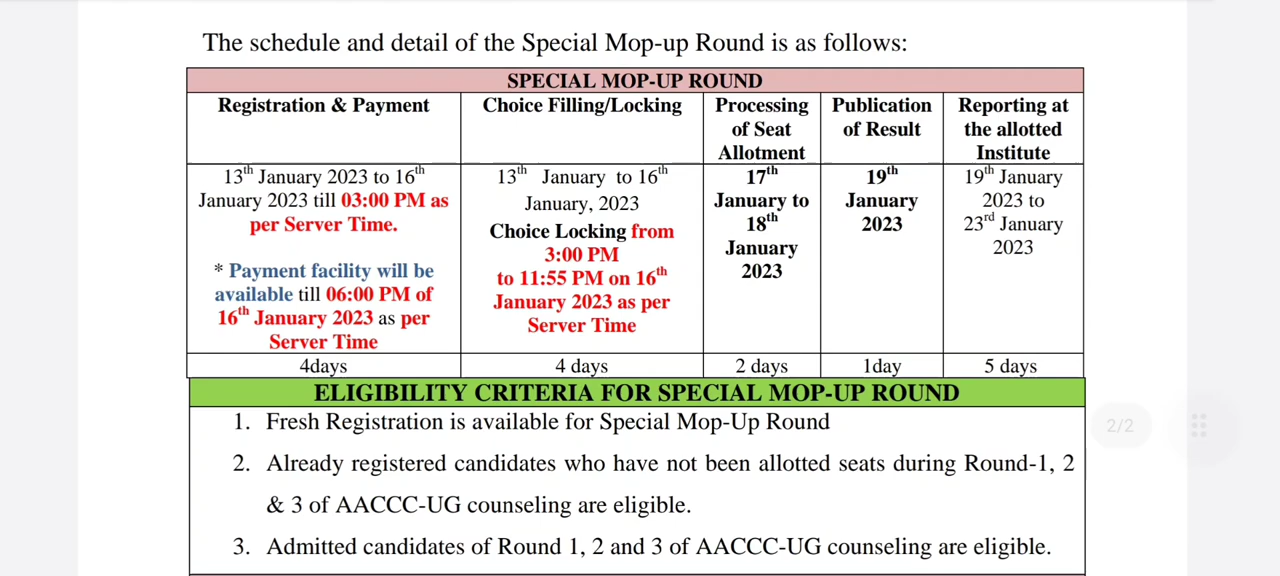 The schedule and detail of the Special Mop-up Round is as follows:
SPECIAL MOP-UP ROUND
Registration & Payment
Choice Filling/Locking
Processing
of Seat
Allotment
Publication
of Result
Reporting at
the allotted
Institute
13th January 2023 to 16th
January 2023 till 03:00 PM as
per Server Time.
* Payment facility will be
available till 06:00 PM of
16th January 2023 as per
Server Time
13th January to 16th
January, 2023
Choice Locking from
3:00 PM
to 11:55 PM on 16th
January 2023 as per
Server Time
17th
January to
18th
January
2023
19th
January
2023
19th January
2023 to
23rd January
2023
4days
4 days
2 days
1day
5 days
ELIGIBILITY CRITERIA FOR SPECIAL MOP-UP ROUND
1. Fresh Registration is available for Special Mop-Up Round
2. Already registered candidates who have not been allotted seats during Round-1, 2
& 3 of AACCC-UG counseling are eligible.
3. Admitted candidates of Round 1, 2 and 3 of AACCC-UG counseling are eligible.
2/2